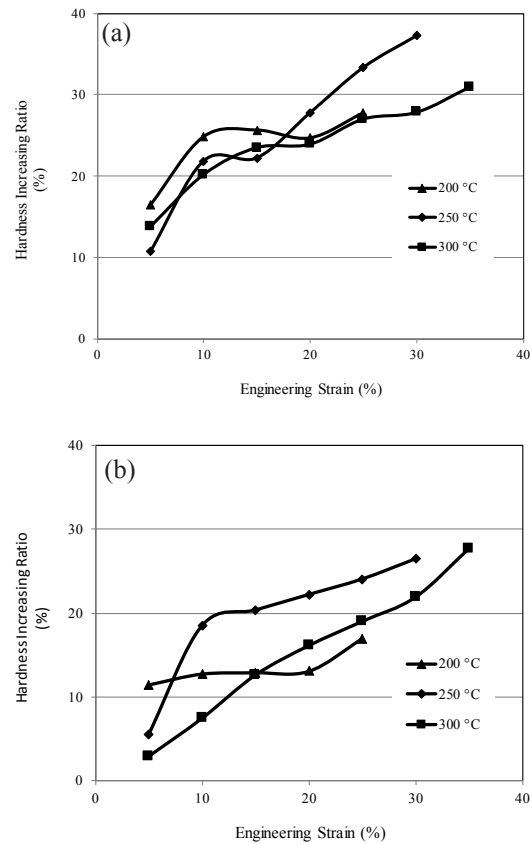 (a)
40
30
20
10
0
Hardness Increasing Ratio
(%)
200 °C
250 °C
300 °C
0 10 20 30 40
Engineering Strain (%)
(b)
40
30
20
10
0
Hardness Increasing Ratio
(%)
200 °C
250 °C
300 °C
0 10 20 30 40
Engineering Strain (%)